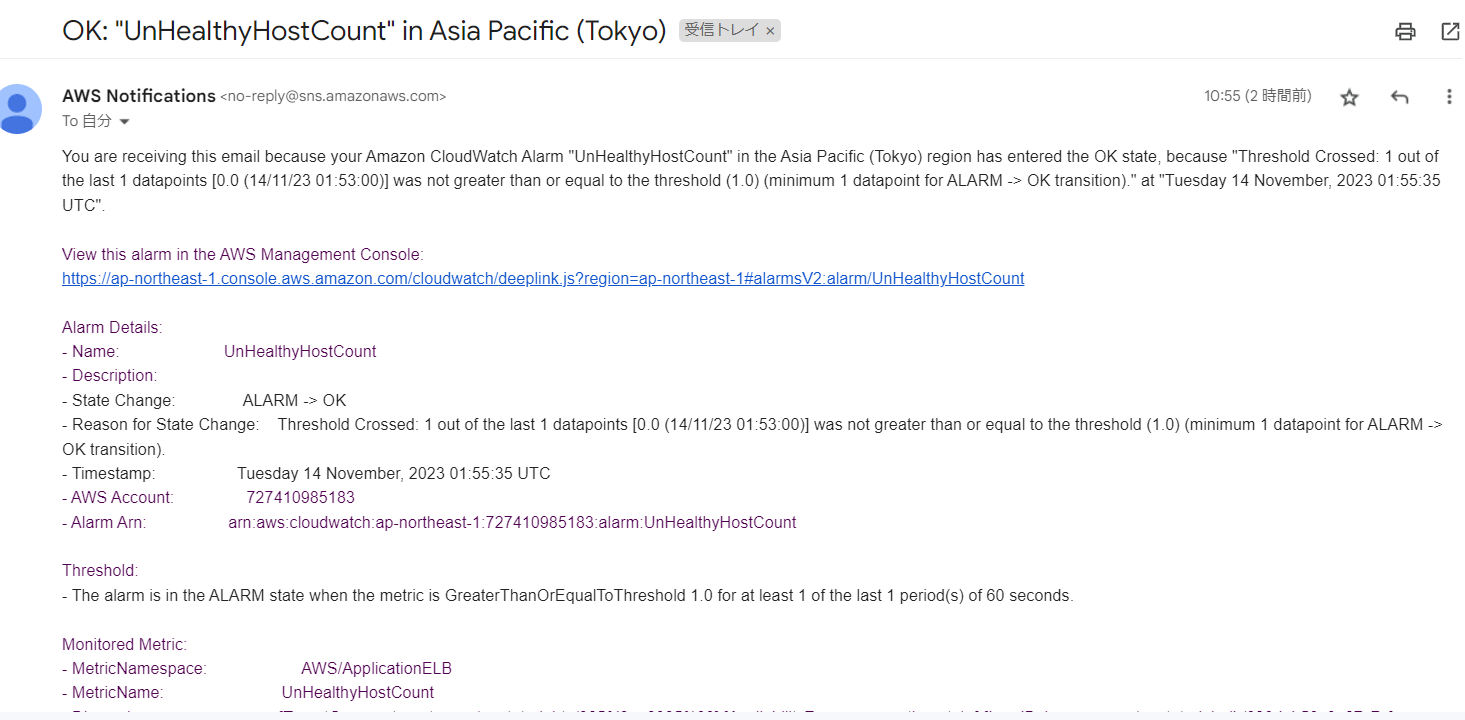 OK: "UnHealthyHostCount" in Asia Pacific (Tokyo) 受信トレイ ×
AWS Notifications <no-reply@sns.amazonaws.com> 10:55 (2 時間前)
To 自分
You are receiving this email because your Amazon CloudWatch Alarm "UnHealthyHostCount" in the Asia Pacific (Tokyo) region has entered the OK state, because "Threshold Crossed: 1 out of
the last 1 datapoints [0.0 (14/11/23 01:53:00)] was not greater than or equal to the threshold (1.0) (minimum 1 datapoint for ALARM -> OK transition)." at "Tuesday 14 November, 2023 01:55:35
UTC".
View this alarm in the AWS Management Console:
https://ap-northeast-1.console.aws.amazon.com/cloudwatch/deeplink.js?region=ap-northeast-1#alarmsV2:alarm/UnHealthyHostCount
Alarm Details:
- Name: UnHealthyHostCount
- Description:
- State Change: ALARM -> OK
- Reason for State Change: Threshold Crossed: 1 out of the last 1 datapoints [0.0 (14/11/23 01:53:00)] was not greater than or equal to the threshold (1.0) (minimum 1 datapoint for ALARM ->
OK transition).
- Timestamp: Tuesday 14 November, 2023 01:55:35 UTC
- AWS Account: 727410985183
- Alarm Arn: arn:aws:cloudwatch:ap-northeast-1:727410985183:alarm:UnHealthyHostCount
Threshold:
- The alarm is in the ALARM state when the metric is GreaterThanOrEqualToThreshold 1.0 for at least 1 of the last 1 period(s) of 60 seconds.
Monitored Metric:
- MetricNamespace: AWS/ApplicationELB
- MetricName: UnHealthyHostCount